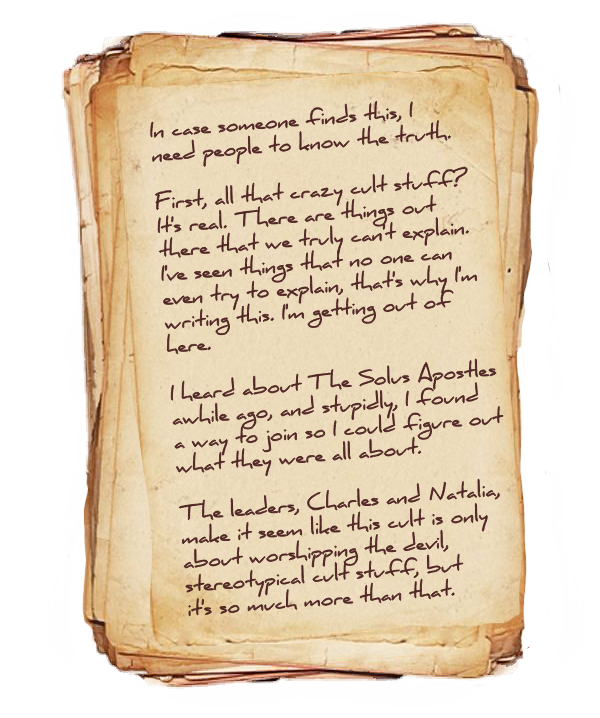 In case someone finds this, I
need people to know the truth.
First, all that crazy cult stuff?
It's real. There are things out
there that we truly can't explain.
I've seen things that no one can
even try to explain, that's why I'm
writing this. I'm getting out of
here.
I heard about The Solus Apostles
awhile ago, and stupidly, I found
a way to join so I could figure out
what they were all about.
The leaders, Charles and Natalia,
make it seem like this cult is only
about worshipping the devil,
stereotypical cult stuff, but
it's so much more than that.